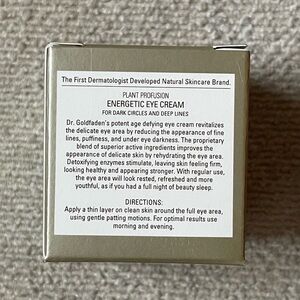 The First Dermatologist Developed Natural Skincare Brand.
PLANT PROFUSION
ENERGETIC EYE CREAM
FOR DARK CIRCLES AND DEEP LINES
Dr. Goldfaden's potent age defying eye cream revitalizes
the delicate eye area by reducing the appearance of fine
lines, puffiness, and under eye darkness. The proprietary
blend of superior active ingredients improves the
appearance of delicate skin by rehydrating the eye area.
Detoxifying enzymes stimulate, leaving skin feeling firm,
looking healthy and appearing stronger. With regular use,
the eye area will look rested, refreshed and more
youthful, as if you had a full night of beauty sleep.
DIRECTIONS:
Apply a thin layer on clean skin around the full eye area,
using gentle patting motions. For optimal results use
morning and evening.